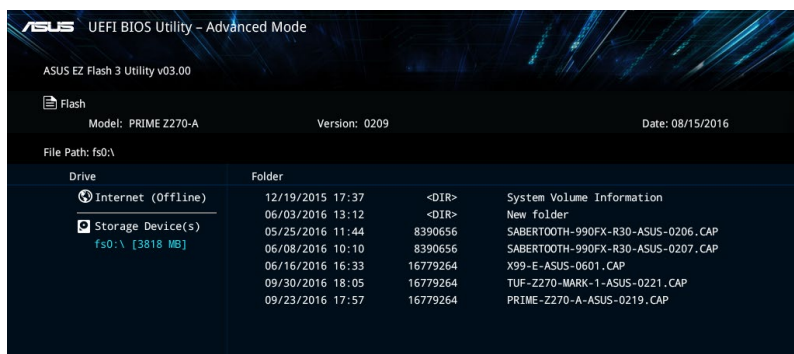 ASUS UEFI BIOS Utility – Advanced Mode
ASUS EZ Flash 3 Utility v03.00
Flash
Model: PRIME Z270-A Version: 0209 Date: 08/15/2016
File Path: fs0:\
Drive Folder
Internet (Offline) 12/19/2015 17:37 <DIR> System Volume Information
06/03/2016 13:12 <DIR> New folder
Storage Device(s) 05/25/2016 11:44 8390656 SABERTOOTH-990FX-R30-ASUS-0206.CAP
fs0:\ [3818 MB] 06/08/2016 10:10 8390656 SABERTOOTH-990FX-R30-ASUS-0207.CAP
06/16/2016 16:33 16779264 X99-E-ASUS-0601.CAP
09/30/2016 18:05 16779264 TUF-Z270-MARK-1-ASUS-0221.CAP
09/23/2016 17:57 16779264 PRIME-Z270-A-ASUS-0219.CAP